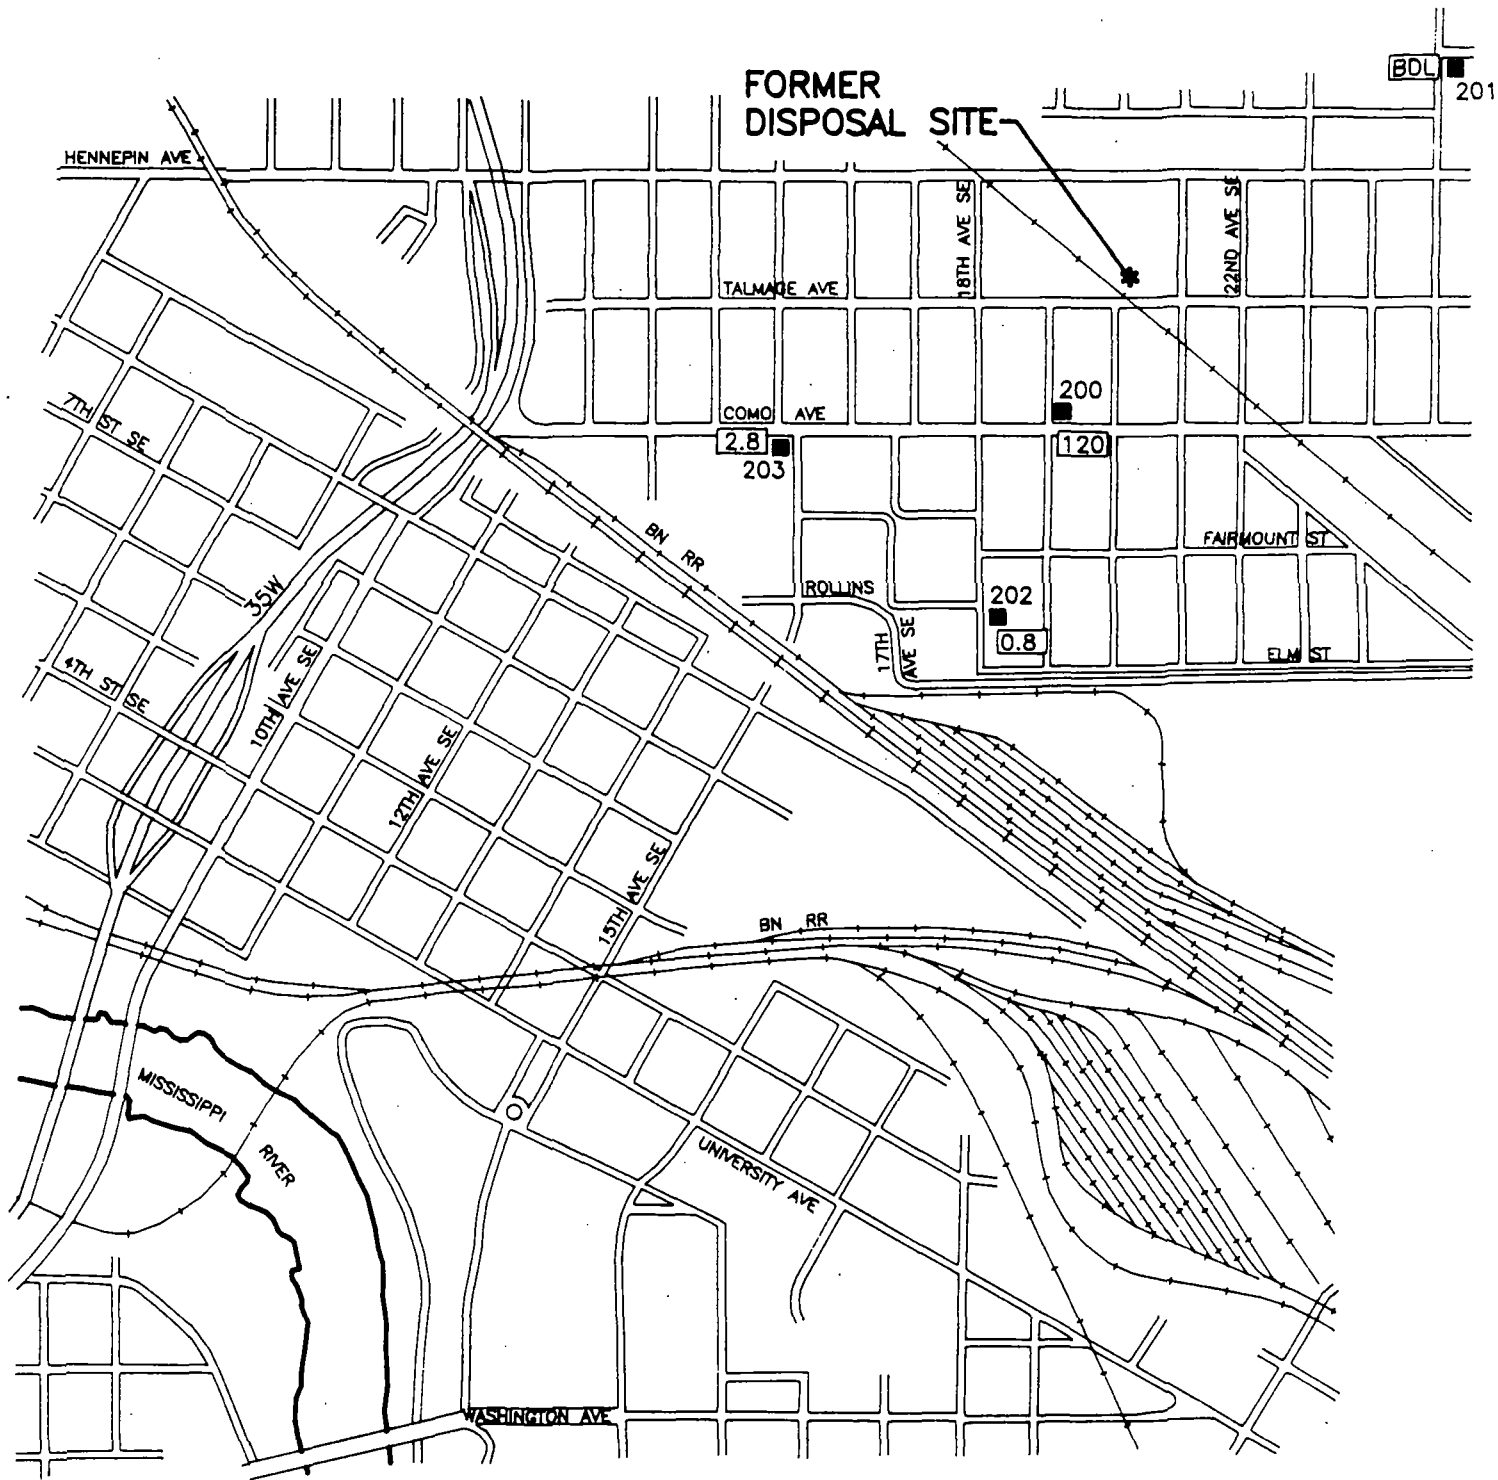 FORMER
DISPOSAL SITE
BDL
201
HENNEPIN AVE
18TH AVE SE
22ND AVE SE
TALMAGE AVE
200
120
COMO AVE
2.8
203
7TH ST SE
BN RR
FAIRMOUNT ST
35W
ROLLINS
202
0.8
17TH AVE SE
ELM ST
4TH ST SE
10TH AVE SE
12TH AVE SE
15TH AVE SE
BN RR
MISSISSIPPI
RIVER
UNIVERSITY AVE
WASHINGTON AVE